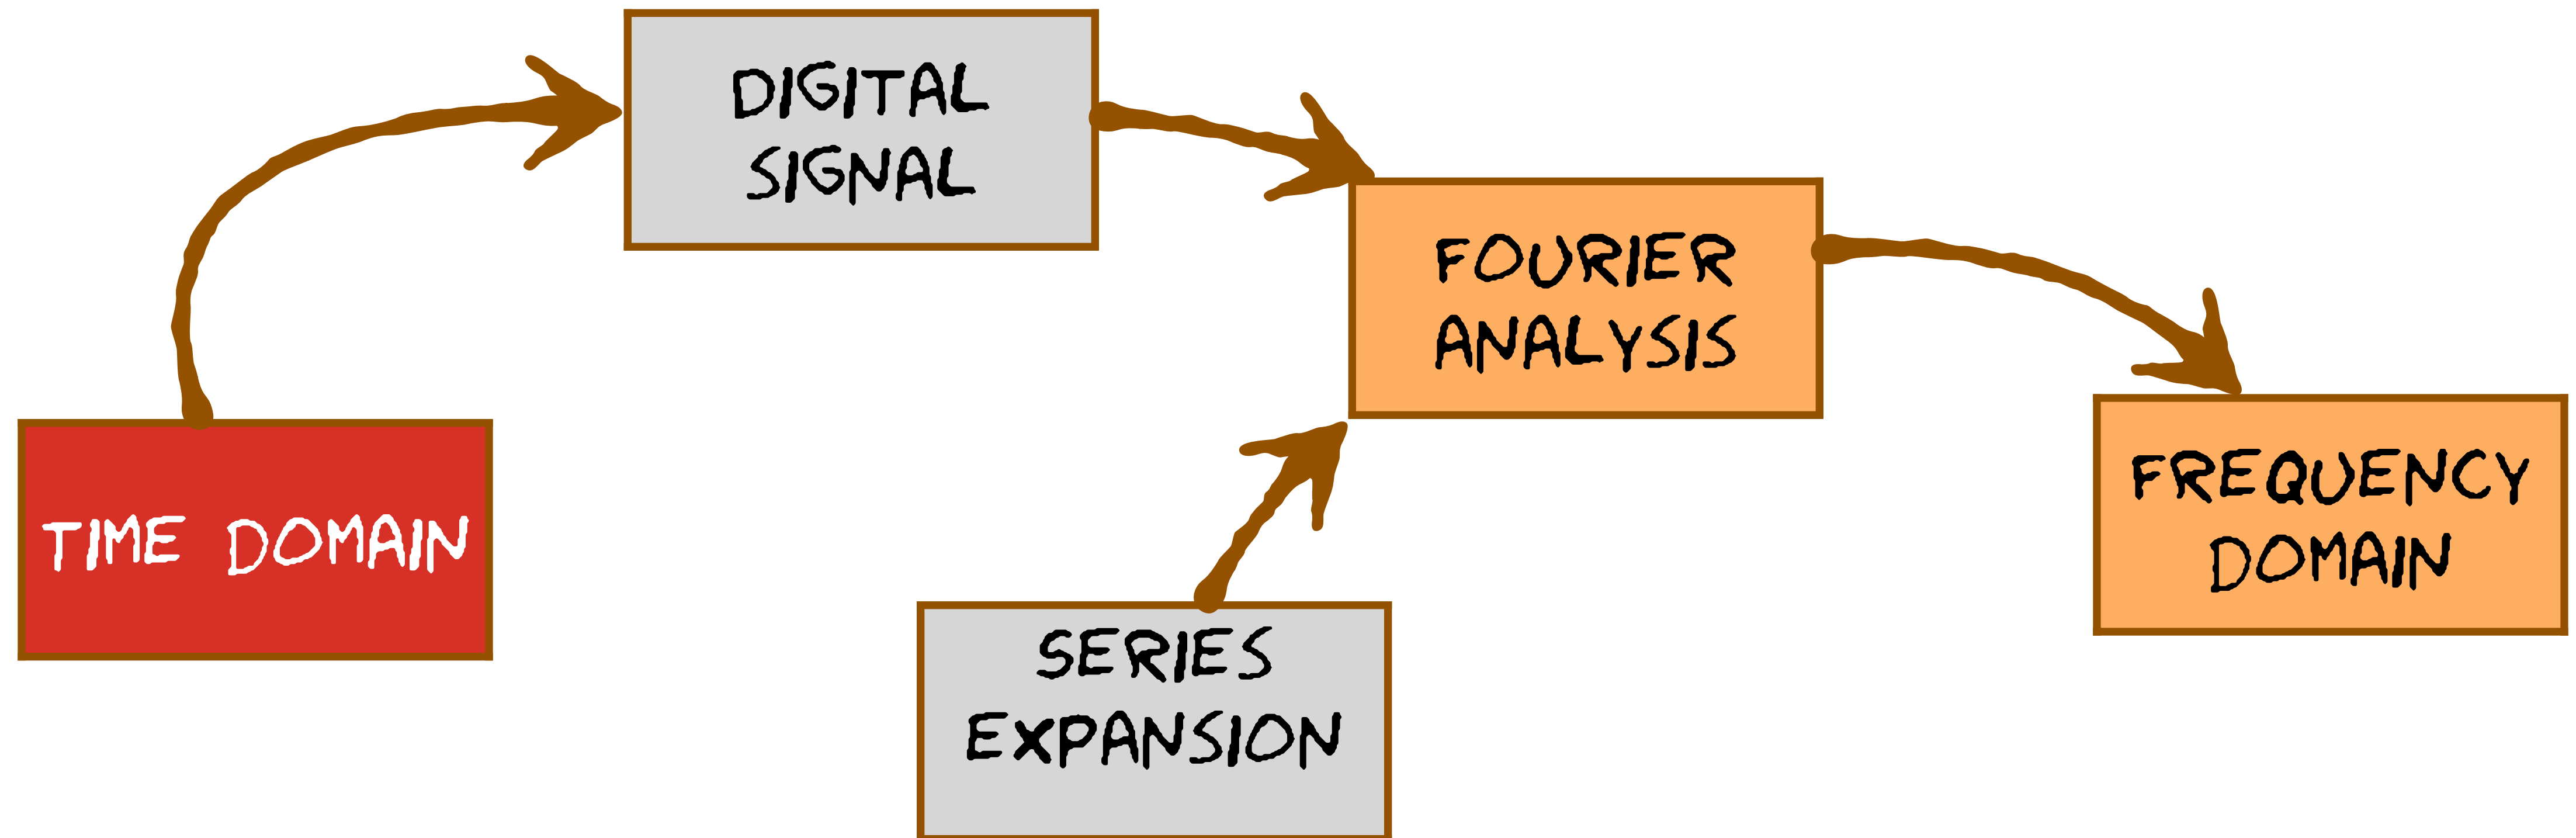 DIGITAL
SIGNAL
FOURIER
ANALYSIS
TIME DOMAIN
FREQUENCY
DOMAIN
SERIES
EXPANSION